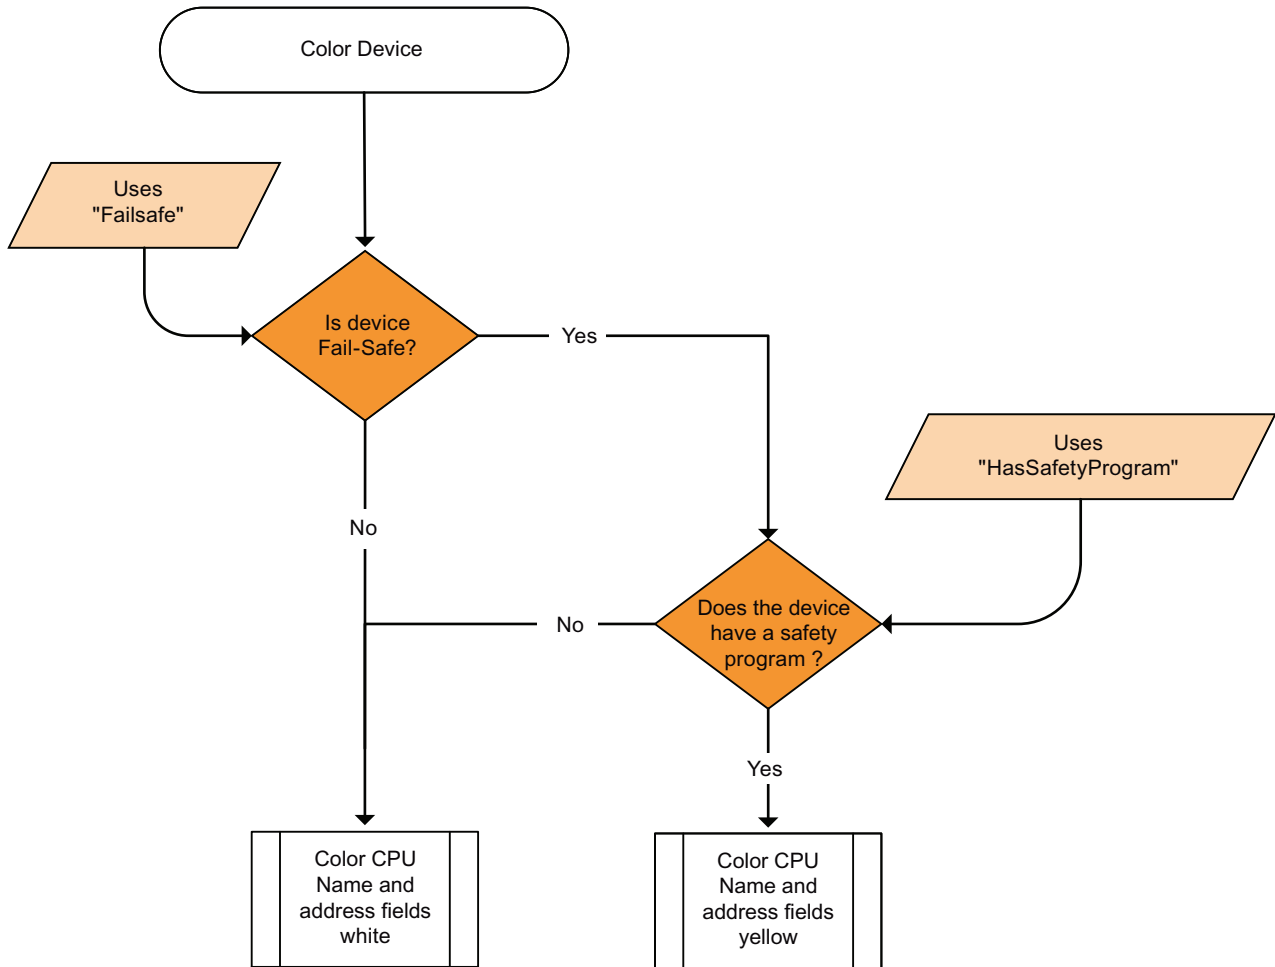 Color Device
Uses
"Failsafe"
Is device
Fail-Safe?
Yes
Uses
"HasSafetyProgram"
No
Does the device
have a safety
program ?
No
Yes
Color CPU
Name and
address fields
white
Color CPU
Name and
address fields
yellow